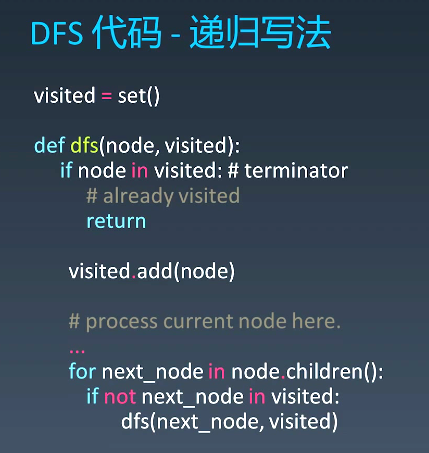 DFS 代码 - 递归写法
visited = set()
def dfs(node, visited):
if node in visited: # terminator
# already visited
return
visited.add(node)
# process current node here.
...
for next_node in node.children():
if not next_node in visited:
dfs(next_node, visited)